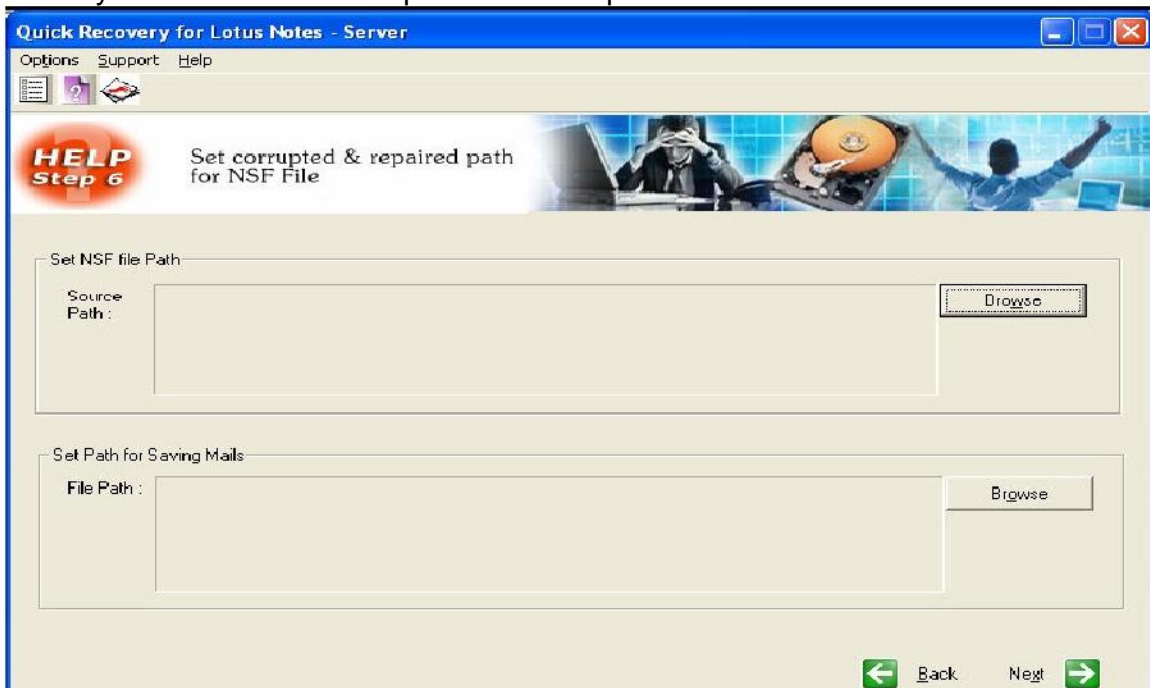 Quick Recovery for Lotus Notes - Server
Options Support Help
HELP
Step 6
Set corrupted & repaired path
for NSF File
Set NSF file Path
Source
Path :
Browse
Set Path for Saving Mails
File Path :
Browse
Back Next